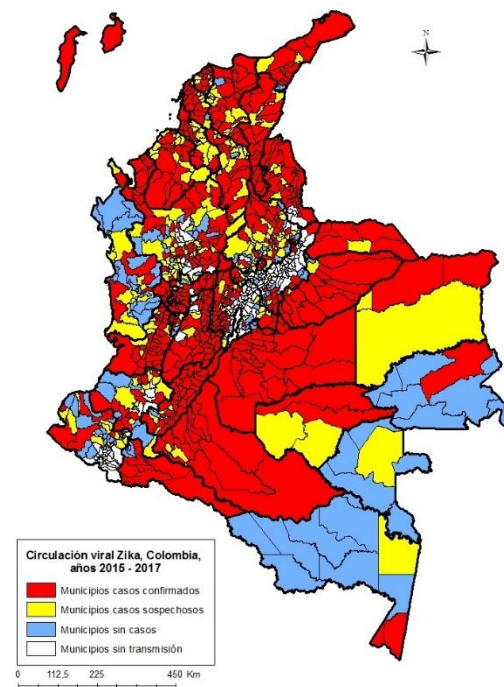 N
Circulación viral Zika, Colombia,
años 2015 - 2017
Municipios casos confirmados
Municipios casos sospechosos
Municipios sin casos
Municipios sin transmisión
0 112,5 225 450 Km